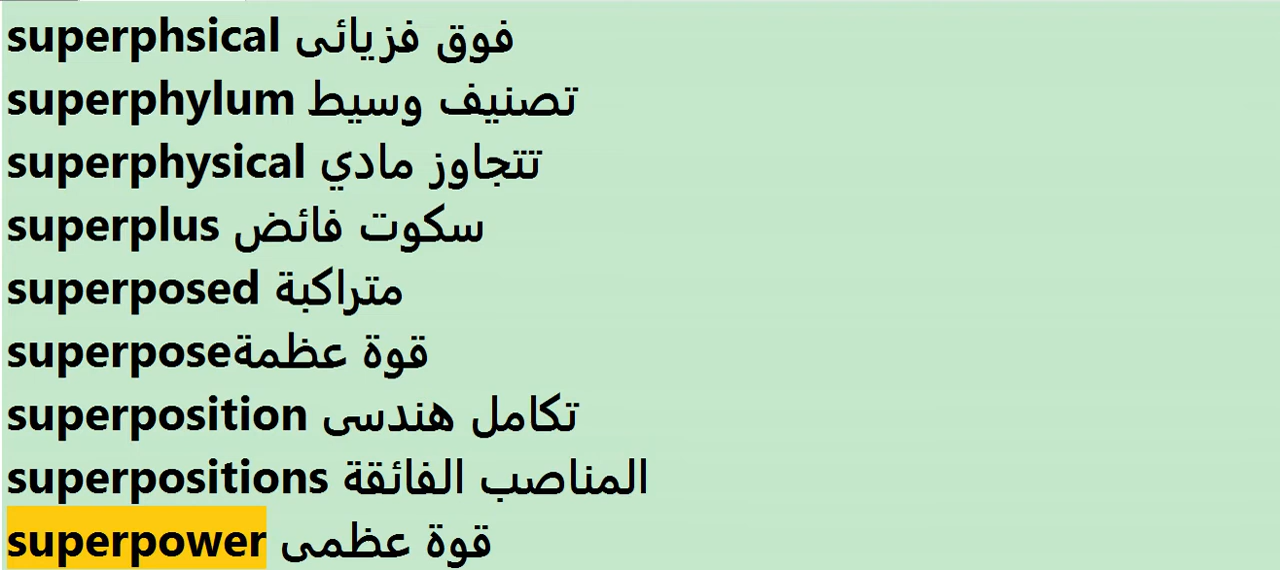 superphsical فوق فزيائى
superphylum تصنيف وسيط
superphysical تتجاوز مادي
superplus سكوت فائض
superposed متراكبة
superposeقوة عظمة
superposition تكامل هندسى
superpositions المناصب الفائقة
superpower قوة عظمى